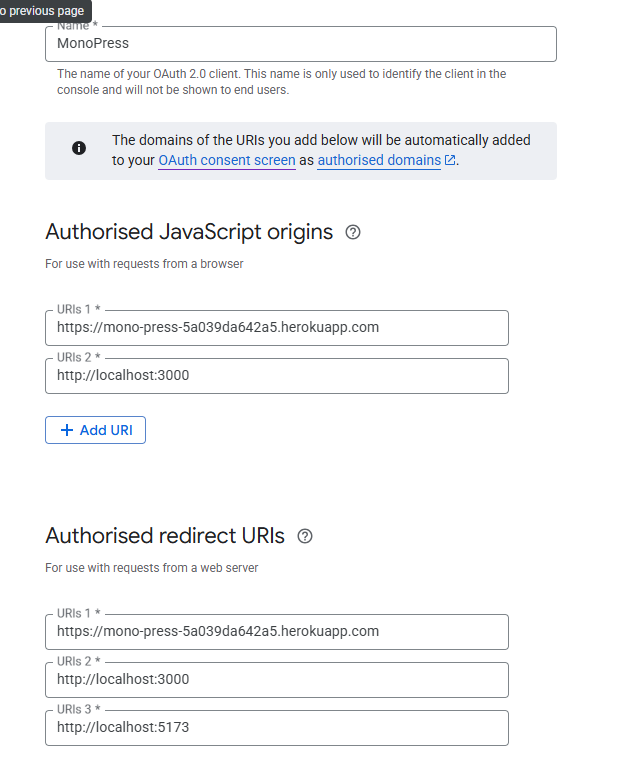 o previous page
Name *
MonoPress
The name of your OAuth 2.0 client. This name is only used to identify the client in the
console and will not be shown to end users.
The domains of the URIs you add below will be automatically added
to your OAuth consent screen as authorised domains.
Authorised JavaScript origins
For use with requests from a browser
URIs 1 *
https://mono-press-5a039da642a5.herokuapp.com
URIs 2 *
http://localhost:3000
+ Add URI
Authorised redirect URIs
For use with requests from a web server
URIs 1 *
https://mono-press-5a039da642a5.herokuapp.com
URIs 2 *
http://localhost:3000
URIs 3 *
http://localhost:5173